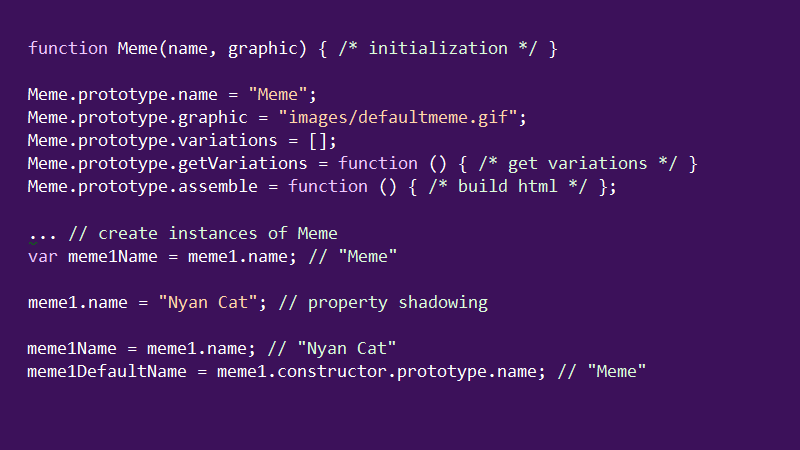 function Meme(name, graphic) { /* initialization */ }
Meme.prototype.name = "Meme";
Meme.prototype.graphic = "images/defaultmeme.gif";
Meme.prototype.variations = [];
Meme.prototype.getVariations = function () { /* get variations */ }
Meme.prototype.assemble = function () { /* build html */ };
... // create instances of Meme
var meme1Name = meme1.name; // "Meme"
meme1.name = "Nyan Cat"; // property shadowing
meme1Name = meme1.name; // "Nyan Cat"
meme1DefaultName = meme1.constructor.prototype.name; // "Meme"